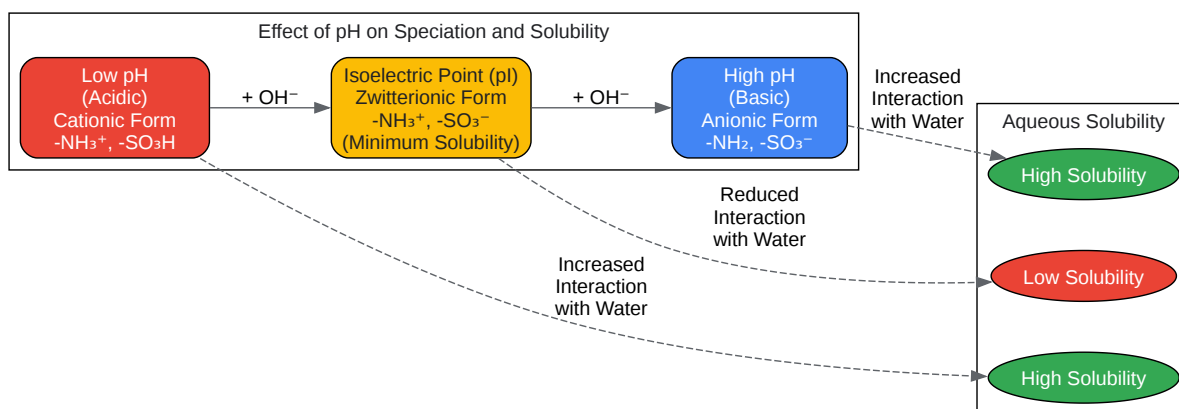 Effect of pH on Speciation and Solubility
Low pH
(Acidic)
Cationic Form
-NH₃⁺, -SO₃H
+ OH⁻
Isoelectric Point (pI)
Zwitterionic Form
-NH₃⁺, -SO₃⁻
(Minimum Solubility)
+ OH⁻
High pH
(Basic)
Anionic Form
-NH₂, -SO₃⁻
Increased
Interaction
with Water
Aqueous Solubility
High Solubility
Reduced
Interaction
with Water
Low Solubility
Increased
Interaction
with Water
High Solubility